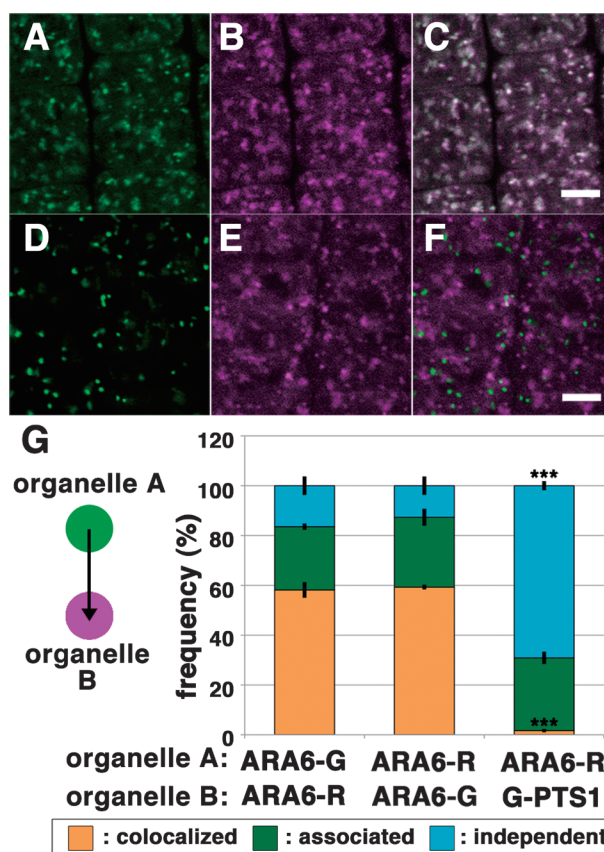 A B C
D E F
G
organelle A
organelle B
frequency (%)
120
100
80
60
40
20
0
***
***
organelle A: ARA6-G ARA6-R ARA6-R
organelle B: ARA6-R ARA6-G G-PTS1
: colocalized : associated : independent